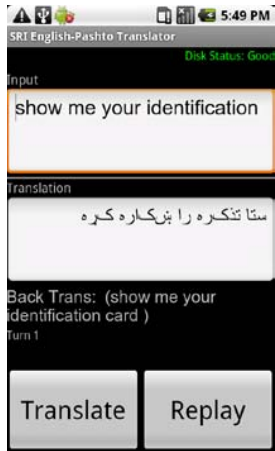 5:49 PM
SRI English-Pashto Translator
Disk Status: Good
Input
show me your identification
Translation
ستا تذکره را ښکاره کړه
Back Trans: (show me your
identification card )
Turn 1
Translate
Replay